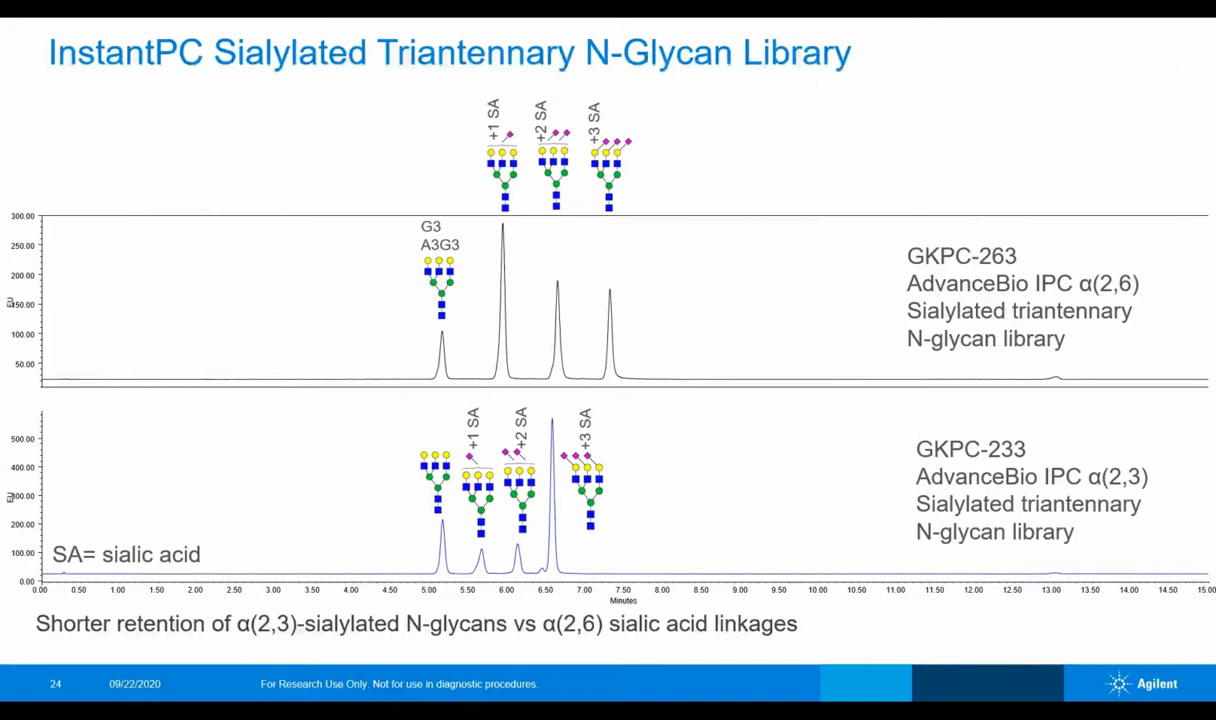 InstantPC Sialylated Triantennary N-Glycan Library
+1 SA
+2 SA
+3 SA
300.00
250.00
200.00
150.00
100.00
50.00
EU
G3
A3G3
GKPC-263
AdvanceBio IPC α(2,6)
Sialylated triantennary
N-glycan library
+1 SA
+2 SA
+3 SA
500.00
400.00
300.00
200.00
100.00
0.00
EU
GKPC-233
AdvanceBio IPC α(2,3)
Sialylated triantennary
N-glycan library
SA= sialic acid
0.00 0.50 1.00 1.50 2.00 2.50 3.00 3.50 4.00 4.50 5.00 5.50 6.00 6.50 7.00 7.50 8.00 8.50 9.00 9.50 10.00 10.50 11.00 11.50 12.00 12.50 13.00 13.50 14.00 14.50 15.00
Minutes
Shorter retention of α(2,3)-sialylated N-glycans vs α(2,6) sialic acid linkages
24 09/22/2020 For Research Use Only. Not for use in diagnostic procedures. Agilent